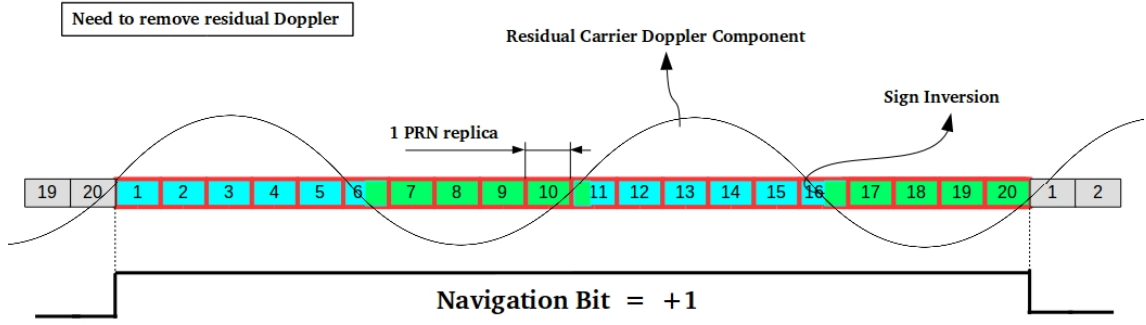 Need to remove residual Doppler
Residual Carrier Doppler Component
Sign Inversion
1 PRN replica
19 20 1 2 3 4 5 6 7 8 9 10 11 12 13 14 15 16 17 18 19 20 1 2
Navigation Bit = +1